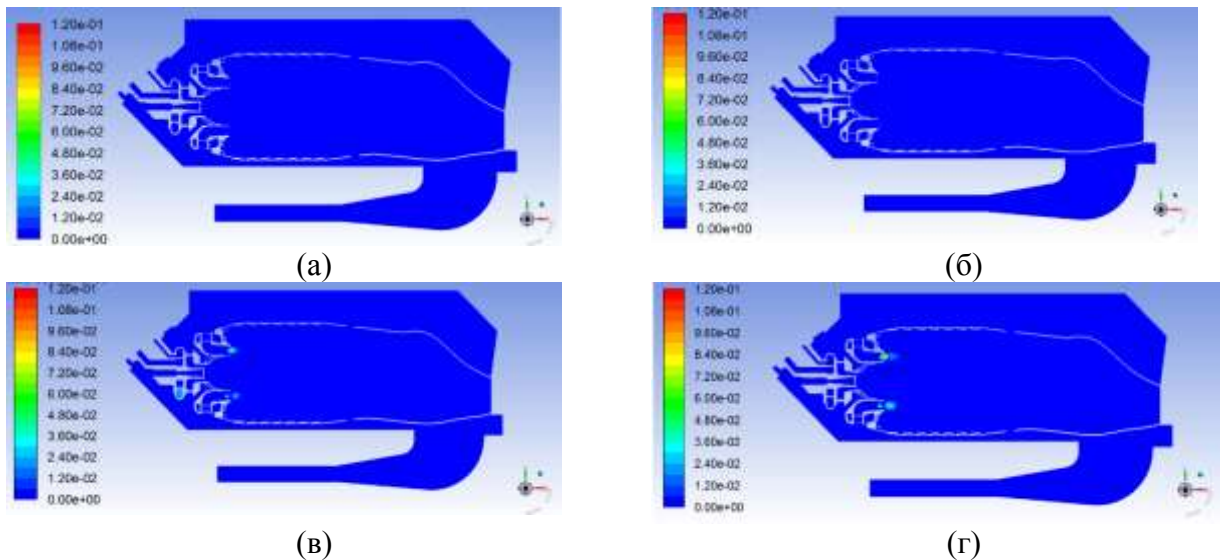 1.20e-01
1.08e-01
9.60e-02
8.40e-02
7.20e-02
6.00e-02
4.80e-02
3.60e-02
2.40e-02
1.20e-02
0.00e+00
(а)
1.20e-01
1.08e-01
9.60e-02
8.40e-02
7.20e-02
6.00e-02
4.80e-02
3.60e-02
2.40e-02
1.20e-02
0.00e+00
(б)
1.20e-01
1.08e-01
9.60e-02
8.40e-02
7.20e-02
6.00e-02
4.80e-02
3.60e-02
2.40e-02
1.20e-02
0.00e+00
(в)
1.20e-01
1.08e-01
9.60e-02
8.40e-02
7.20e-02
6.00e-02
4.80e-02
3.60e-02
2.40e-02
1.20e-02
0.00e+00
(г)